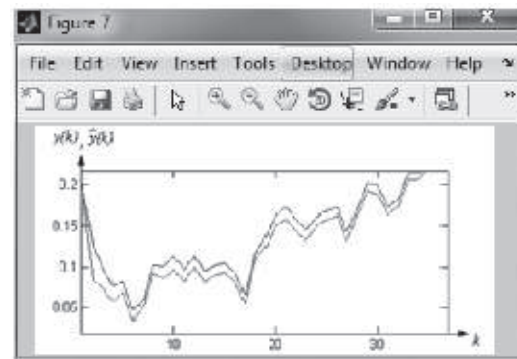 Figure 7
File Edit View Insert Tools Desktop Window Help
y(k), ŷ(k)
0.2
0.15
0.1
0.05
10 20 30 k